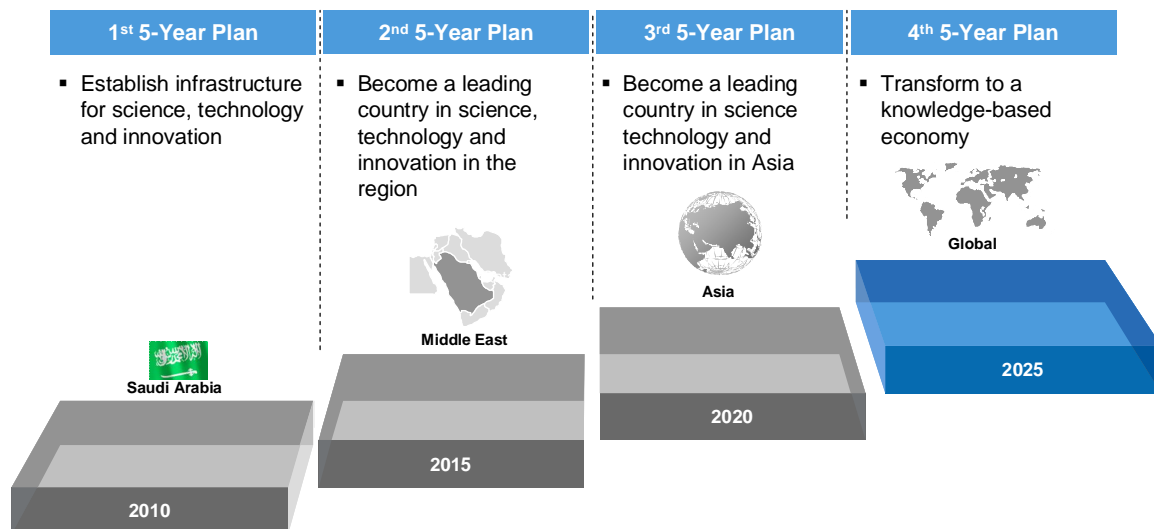 1st 5-Year Plan
▪ Establish infrastructure
for science, technology
and innovation
Saudi Arabia
2010
2nd 5-Year Plan
▪ Become a leading
country in science,
technology and
innovation in the
region
Middle East
2015
3rd 5-Year Plan
▪ Become a leading
country in science
technology and
innovation in Asia
Asia
2020
4th 5-Year Plan
▪ Transform to a
knowledge-based
economy
Global
2025